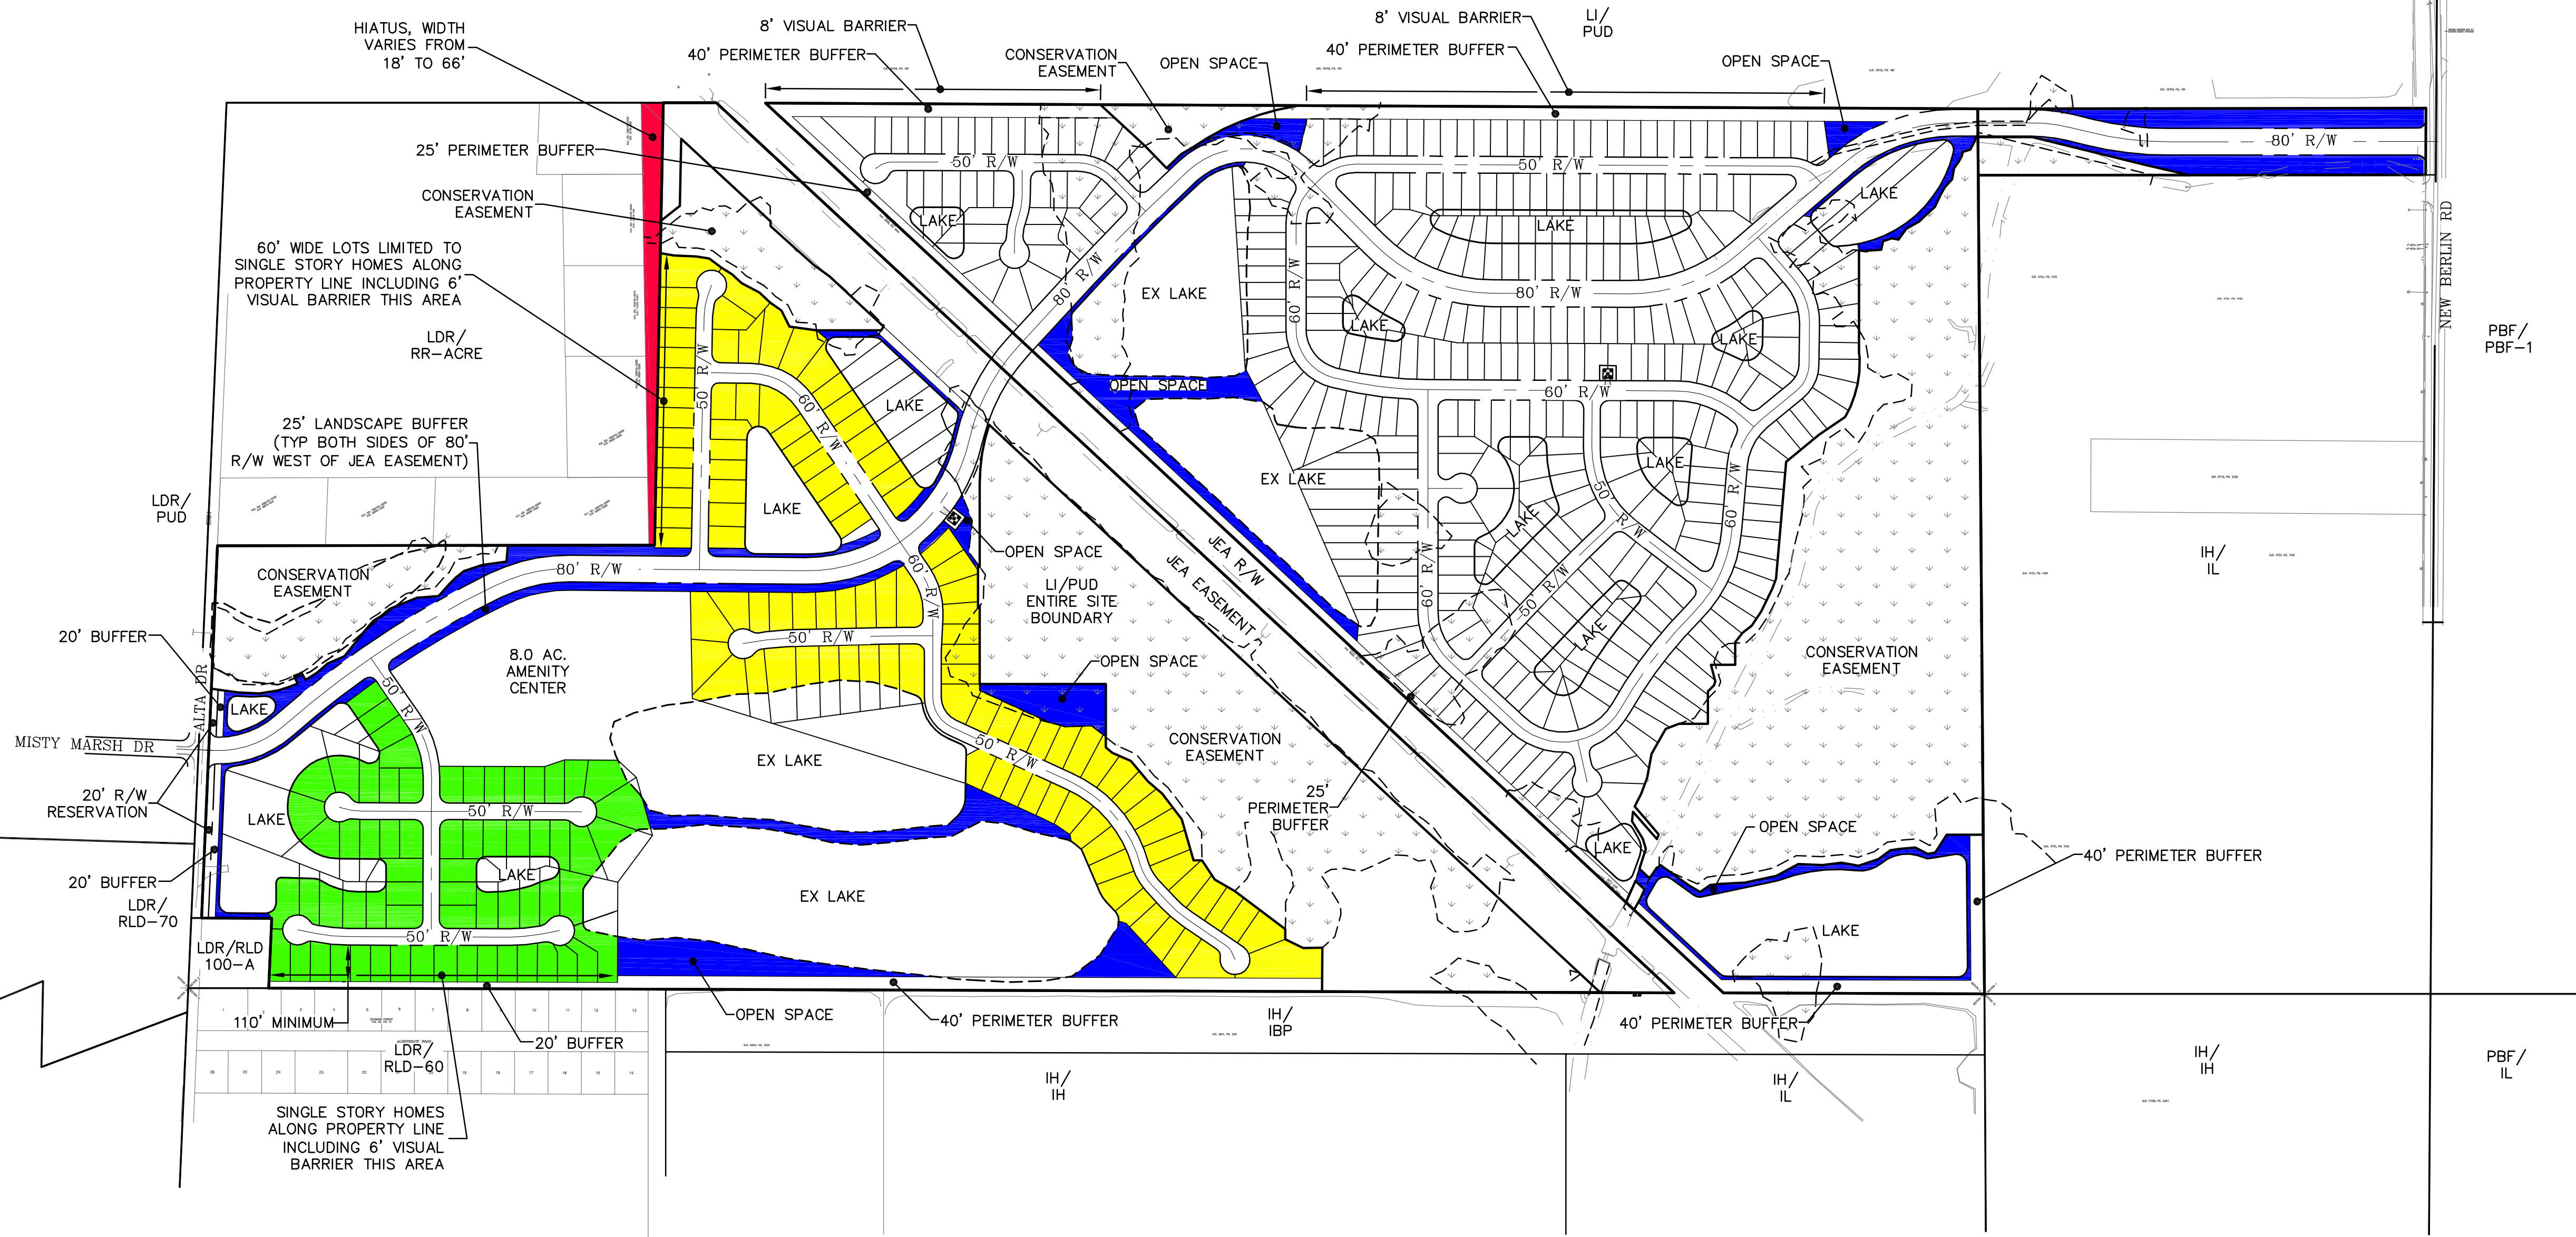 HIATUS, WIDTH
VARIES FROM
18' TO 66'
8' VISUAL BARRIER
40' PERIMETER BUFFER
CONSERVATION
EASEMENT
OPEN SPACE
8' VISUAL BARRIER
40' PERIMETER BUFFER
LI/
PUD
OPEN SPACE
25' PERIMETER BUFFER
CONSERVATION
EASEMENT
60' WIDE LOTS LIMITED TO
SINGLE STORY HOMES ALONG
PROPERTY LINE INCLUDING 6'
VISUAL BARRIER THIS AREA
LDR/
RR-ACRE
25' LANDSCAPE BUFFER
(TYP BOTH SIDES OF 80'
R/W WEST OF JEA EASEMENT)
LDR/
PUD
50' R/W
LAKE
80' R/W
EX LAKE
OPEN SPACE
EX LAKE
50' R/W
LAKE
60' R/W
80' R/W
LAKE
LAKE
LAKE
60' R/W
80' R/W
NEW BERLIN RD
PBF/
PBF-1
50' R/W
60' R/W
LAKE
LAKE
LAKE
LAKE
50' R/W
60' R/W
60' R/W
50' R/W
LAKE
IH/
IL
JEA R/W
JEA EASEMENT
OPEN SPACE
LI/PUD
ENTIRE SITE
BOUNDARY
CONSERVATION
EASEMENT
80' R/W
60' R/W
50' R/W
20' BUFFER
8.0 AC.
AMENITY
CENTER
50' R/W
OPEN SPACE
CONSERVATION
EASEMENT
ALTA DR
LAKE
MISTY MARSH DR
EX LAKE
50' R/W
CONSERVATION
EASEMENT
25'
PERIMETER
BUFFER
20' R/W
RESERVATION
LAKE
50' R/W
LAKE
OPEN SPACE
40' PERIMETER BUFFER
20' BUFFER
LDR/
RLD-70
LAKE
EX LAKE
LAKE
LDR/RLD
100-A
50' R/W
110' MINIMUM
OPEN SPACE
40' PERIMETER BUFFER
IH/
IBP
40' PERIMETER BUFFER
20' BUFFER
LDR/
RLD-60
IH/
IH
IH/
IL
IH/
IH
PBF/
IL
SINGLE STORY HOMES
ALONG PROPERTY LINE
INCLUDING 6' VISUAL
BARRIER THIS AREA